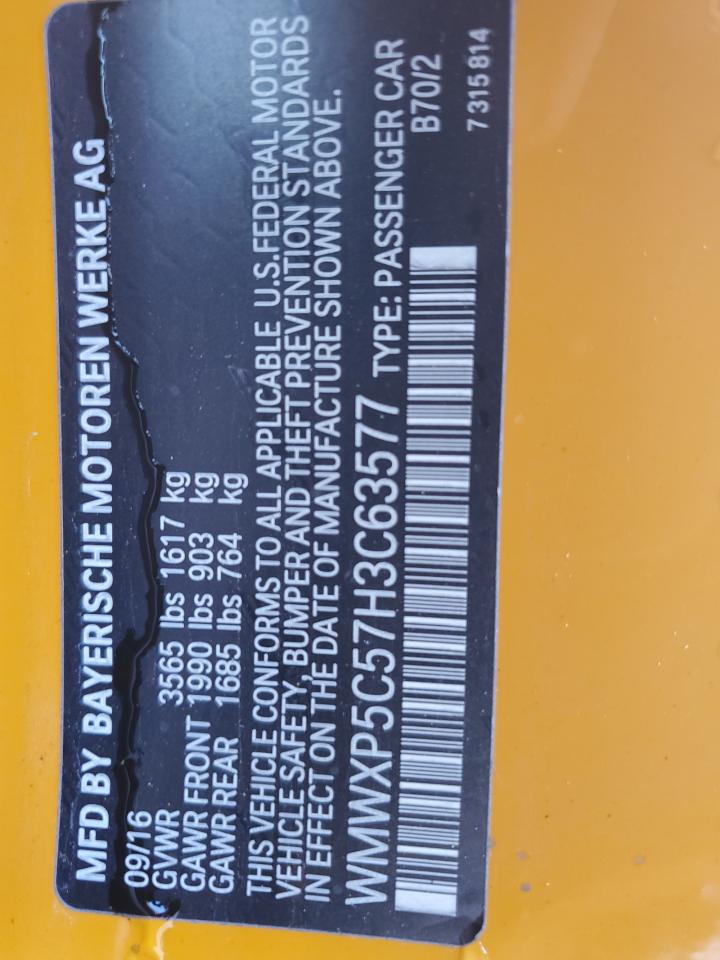 MFD BY BAYERISCHE MOTOREN WERKE AG
09/16
GVWR 3565 lbs 1617 kg
GAWR FRONT 1990 lbs 903 kg
GAWR REAR 1685 lbs 764 kg
THIS VEHICLE CONFORMS TO ALL APPLICABLE U.S.FEDERAL MOTOR
VEHICLE SAFETY, BUMPER AND THEFT PREVENTION STANDARDS
IN EFFECT ON THE DATE OF MANUFACTURE SHOWN ABOVE.
WMWXP5C57H3C63577 TYPE: PASSENGER CAR
B70/2
7 315 814